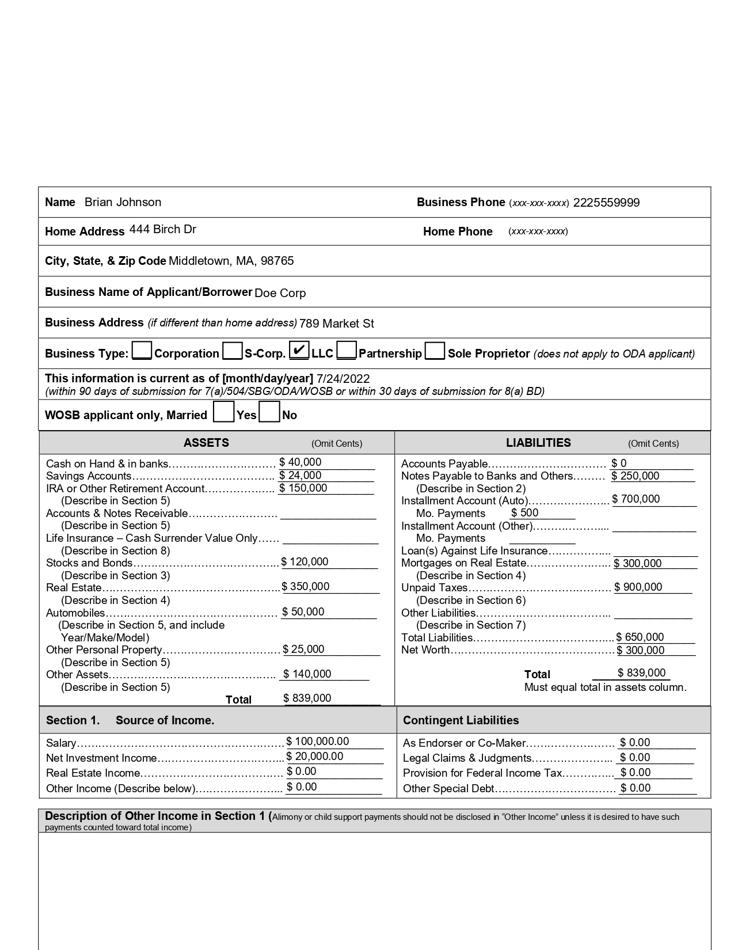 Name Brian Johnson Business Phone (xxx-xxx-xxxx) 2225559999
Home Address 444 Birch Dr Home Phone (xxx-xxx-xxxx)
City, State, & Zip Code Middletown, MA, 98765
Business Name of Applicant/Borrower Doe Corp
Business Address (if different than home address) 789 Market St
Business Type: Corporation S-Corp. ✔ LLC Partnership Sole Proprietor (does not apply to ODA applicant)
This information is current as of [month/day/year] 7/24/2022
(within 90 days of submission for 7(a)/504/SBG/ODA/WOSB or within 30 days of submission for 8(a) BD)
WOSB applicant only, Married Yes No
ASSETS (Omit Cents)
Cash on Hand & in banks………………………… $ 40,000
Savings Accounts…………………………………. $ 24,000
IRA or Other Retirement Account………………. $ 150,000
(Describe in Section 5)
Accounts & Notes Receivable……………………
(Describe in Section 5)
Life Insurance – Cash Surrender Value Only……
(Describe in Section 8)
Stocks and Bonds…………………………………. $ 120,000
(Describe in Section 3)
Real Estate………………………………………….. $ 350,000
(Describe in Section 4)
Automobiles………………………………………… $ 50,000
(Describe in Section 5, and include
Year/Make/Model)
Other Personal Property…………………………… $ 25,000
(Describe in Section 5)
Other Assets………………………………………… $ 140,000
(Describe in Section 5)
Total $ 839,000
LIABILITIES (Omit Cents)
Accounts Payable…………………………… $ 0
Notes Payable to Banks and Others……… $ 250,000
(Describe in Section 2)
Installment Account (Auto)………………….. $ 700,000
Mo. Payments $ 500
Installment Account (Other)…………………....
Mo. Payments
Loan(s) Against Life Insurance……………...
Mortgages on Real Estate…………………… $ 300,000
(Describe in Section 4)
Unpaid Taxes………………………………… $ 900,000
(Describe in Section 6)
Other Liabilities………………………………..
(Describe in Section 7)
Total Liabilities………………………………….. $ 650,000
Net Worth……………………………………….. $ 300,000
Total $ 839,000
Must equal total in assets column.
Section 1. Source of Income.
Salary………………………………………………… $ 100,000.00
Net Investment Income…………………………….. $ 20,000.00
Real Estate Income………………………………… $ 0.00
Other Income (Describe below)…………………… $ 0.00
Contingent Liabilities
As Endorser or Co-Maker……………………. $ 0.00
Legal Claims & Judgments………………….. $ 0.00
Provision for Federal Income Tax…………… $ 0.00
Other Special Debt……………………………. $ 0.00
Description of Other Income in Section 1 (Alimony or child support payments should not be disclosed in "Other Income" unless it is desired to have such
payments counted toward total income)